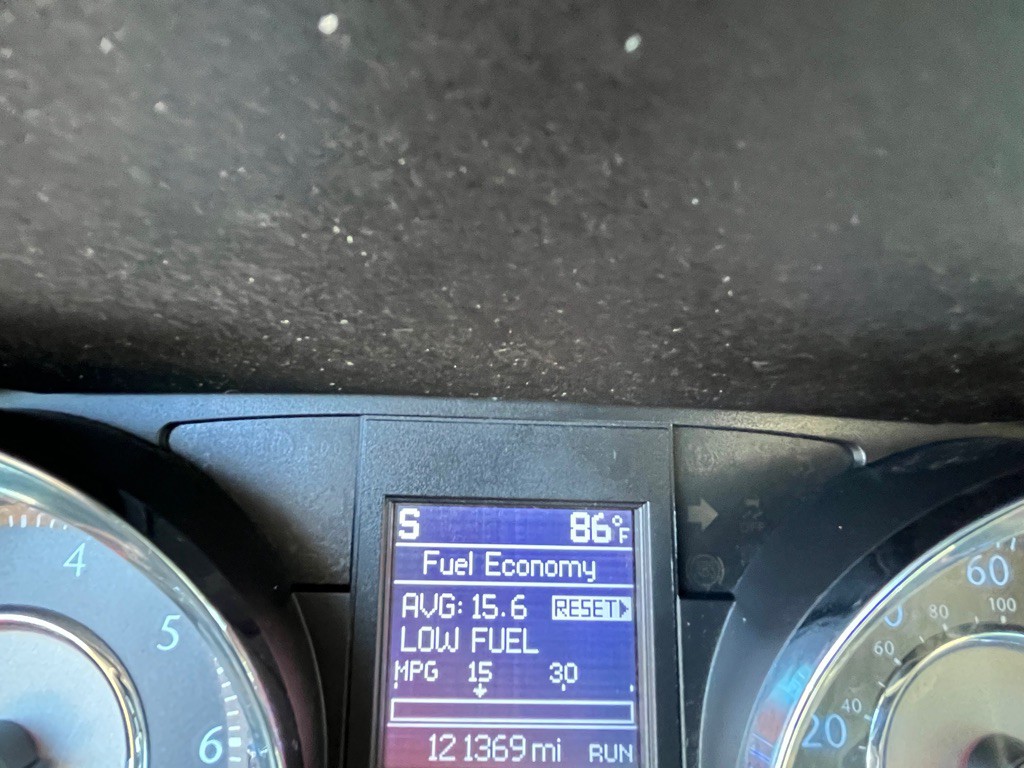 S 86°F
Fuel Economy
AVG: 15.6 RESET
LOW FUEL
MPG 15 30
121369 mi RUN
4
5
6
60
100
80
60
40
20